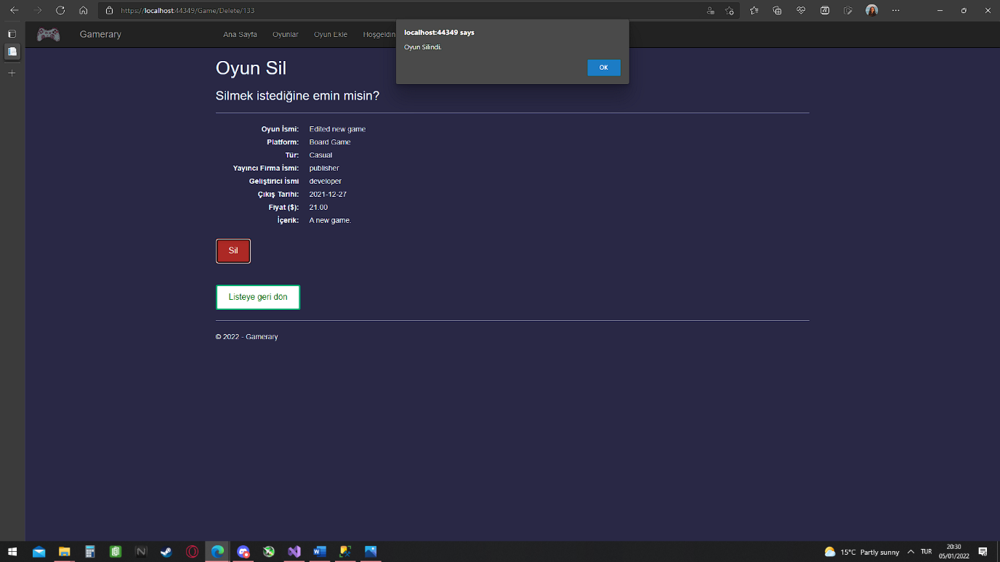 https://localhost:44349/Game/Delete/133
Gamerary
Ana Sayfa
Oyunlar
Oyun Ekle
Hoşgeldin
localhost:44349 says
Oyun Silindi.
OK
Oyun Sil
Silmek istediğine emin misin?
Oyun İsmi: Edited new game
Platform: Board Game
Tür: Casual
Yayıncı Firma İsmi: publisher
Geliştirici İsmi developer
Çıkış Tarihi: 2021-12-27
Fiyat ($): 21.00
İçerik: A new game.
Sil
Listeye geri dön
© 2022 - Gamerary
15°C Partly sunny
TUR
20:30
05/01/2022